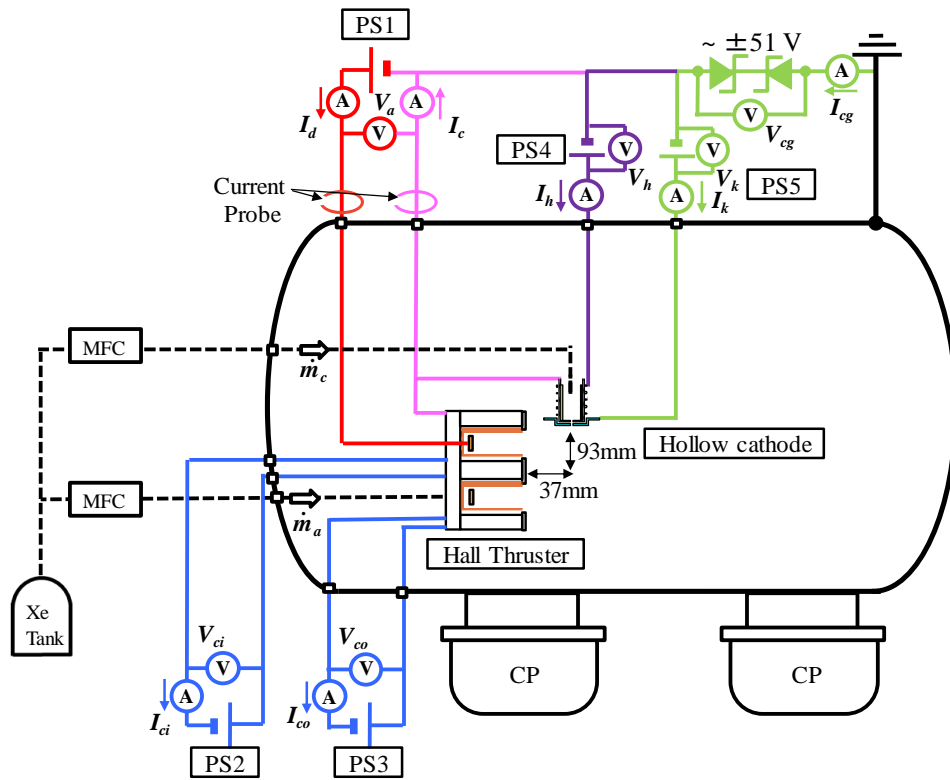 PS1
~ ±51 V
A
V_a
A
A
I_d
V
I_c
V
I_cg
V_cg
PS4
V
V
V_h
V_k
PS5
Current
Probe
I_h
A
A
I_k
MFC
ṁ_c
Hollow cathode
93mm
37mm
MFC
ṁ_a
Hall Thruster
Xe
Tank
V_ci
V
V_co
V
CP
CP
A
A
I_ci
I_co
PS2
PS3